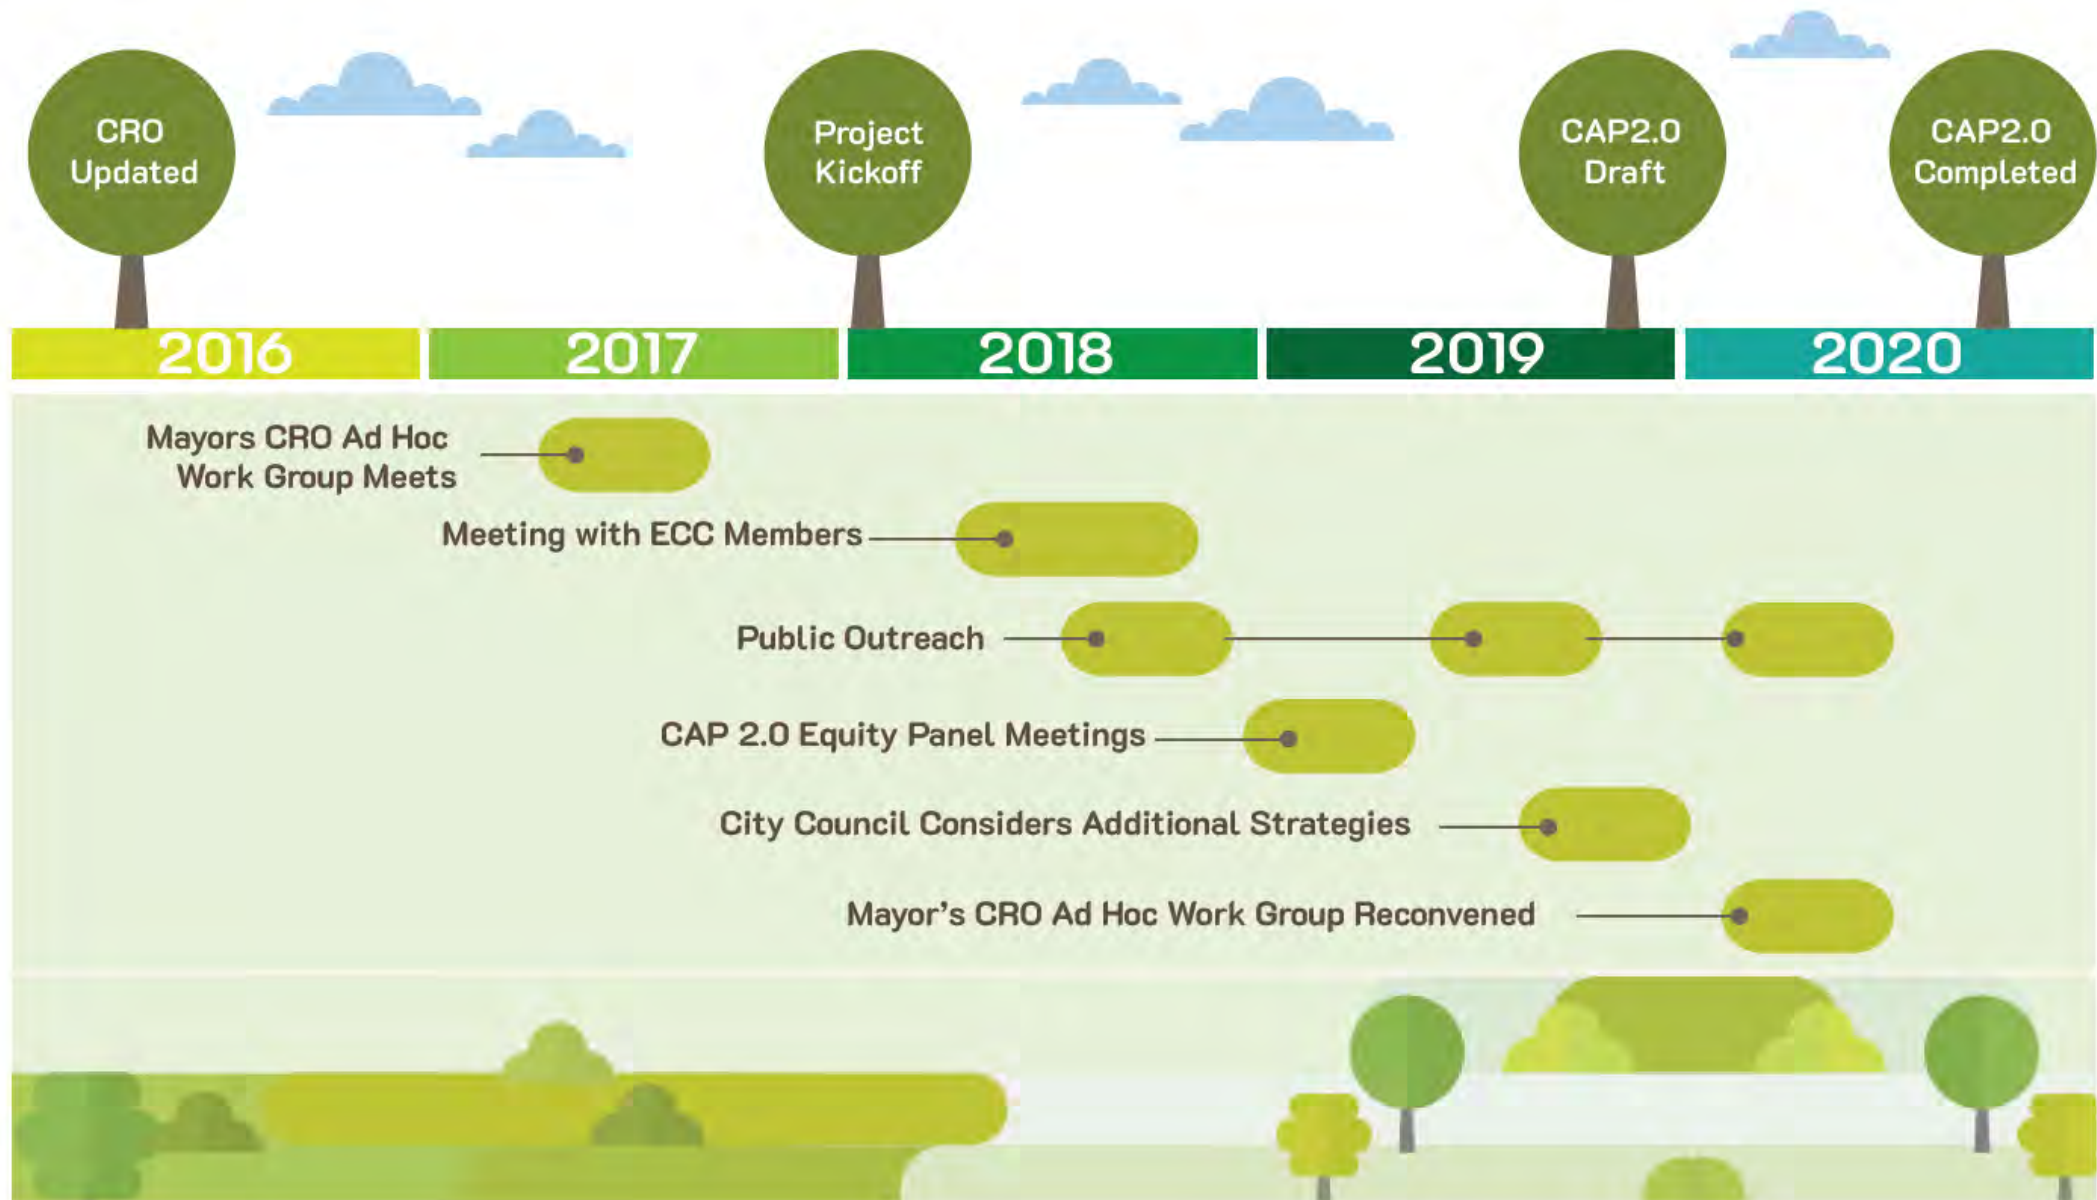 CRO
Updated
Project
Kickoff
CAP2.0
Draft
CAP2.0
Completed
2016
2017
2018
2019
2020
Mayors CRO Ad Hoc
Work Group Meets
Meeting with ECC Members
Public Outreach
CAP 2.0 Equity Panel Meetings
City Council Considers Additional Strategies
Mayor's CRO Ad Hoc Work Group Reconvened